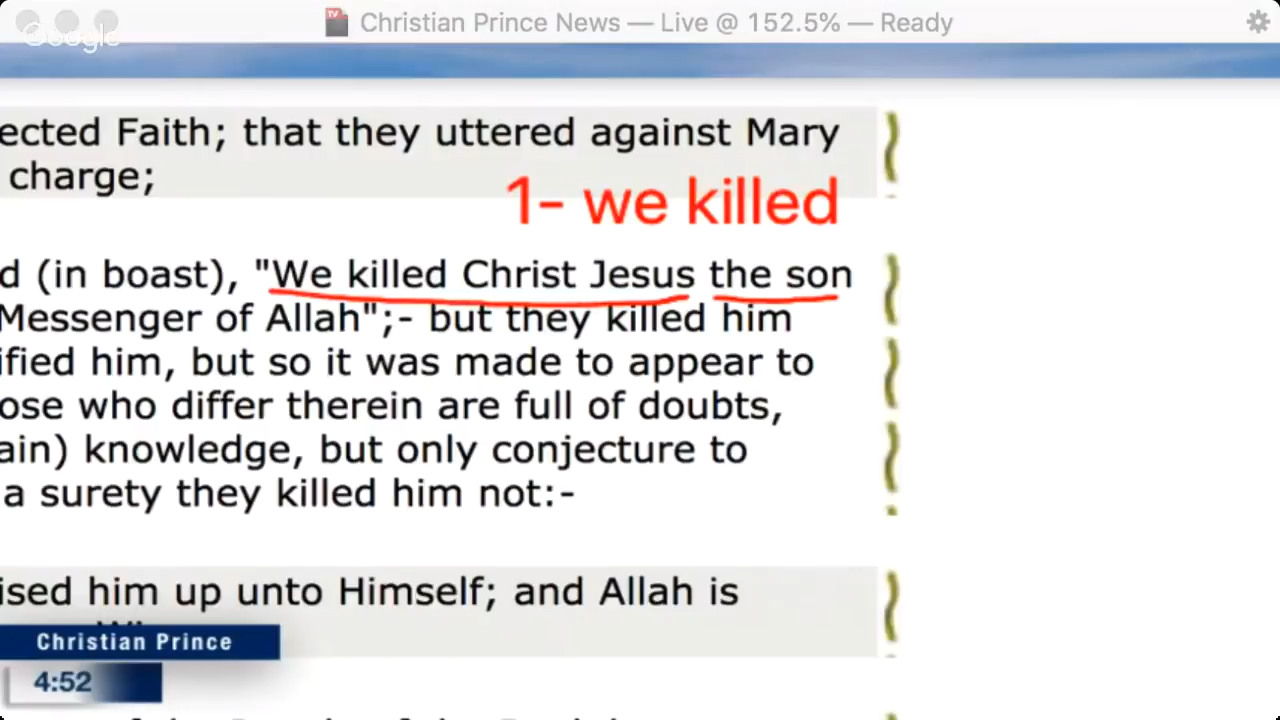 Christian Prince News — Live @ 152.5% — Ready
Google
ected Faith; that they uttered against Mary
charge;
1- we killed
d (in boast), "We killed Christ Jesus the son
Messenger of Allah";- but they killed him
ified him, but so it was made to appear to
ose who differ therein are full of doubts,
ain) knowledge, but only conjecture to
a surety they killed him not:-
ised him up unto Himself; and Allah is
Christian Prince
4:52